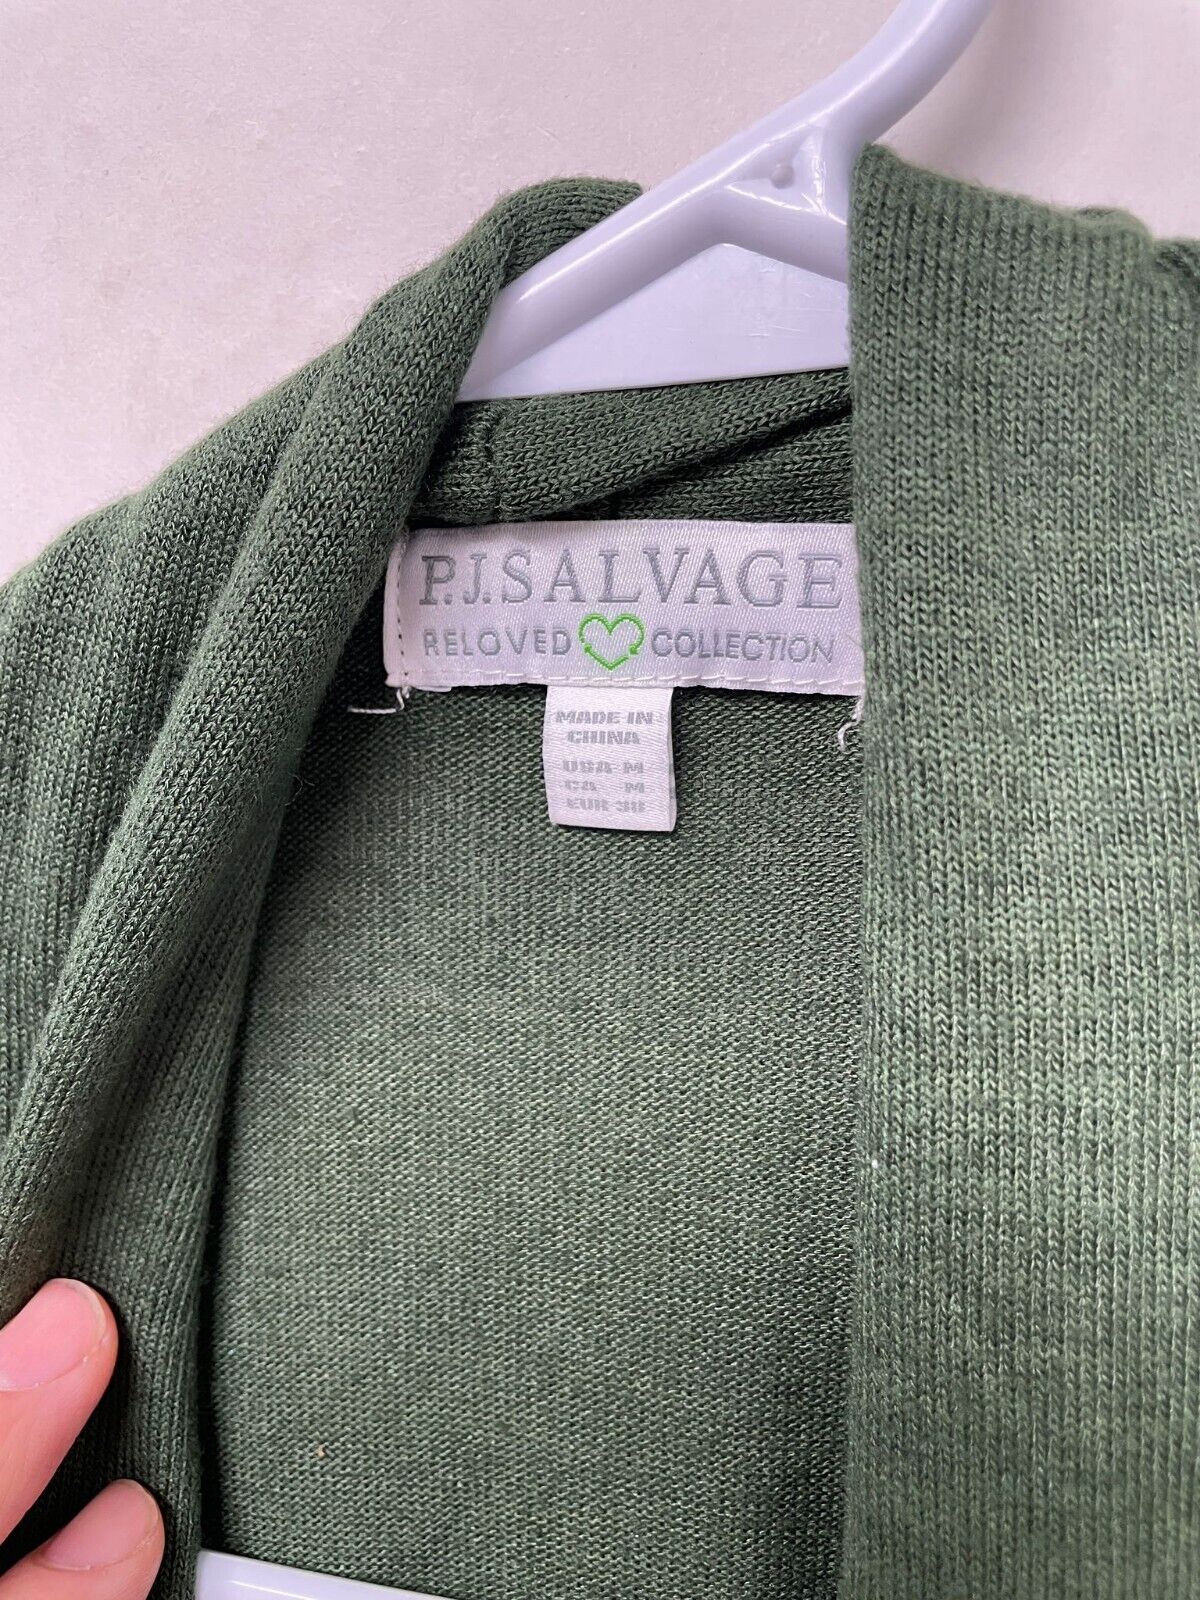 P.J.SALVAGE
RELOVED COLLECTION
MADE IN
CHINA
USA M
CA M
EUR 38